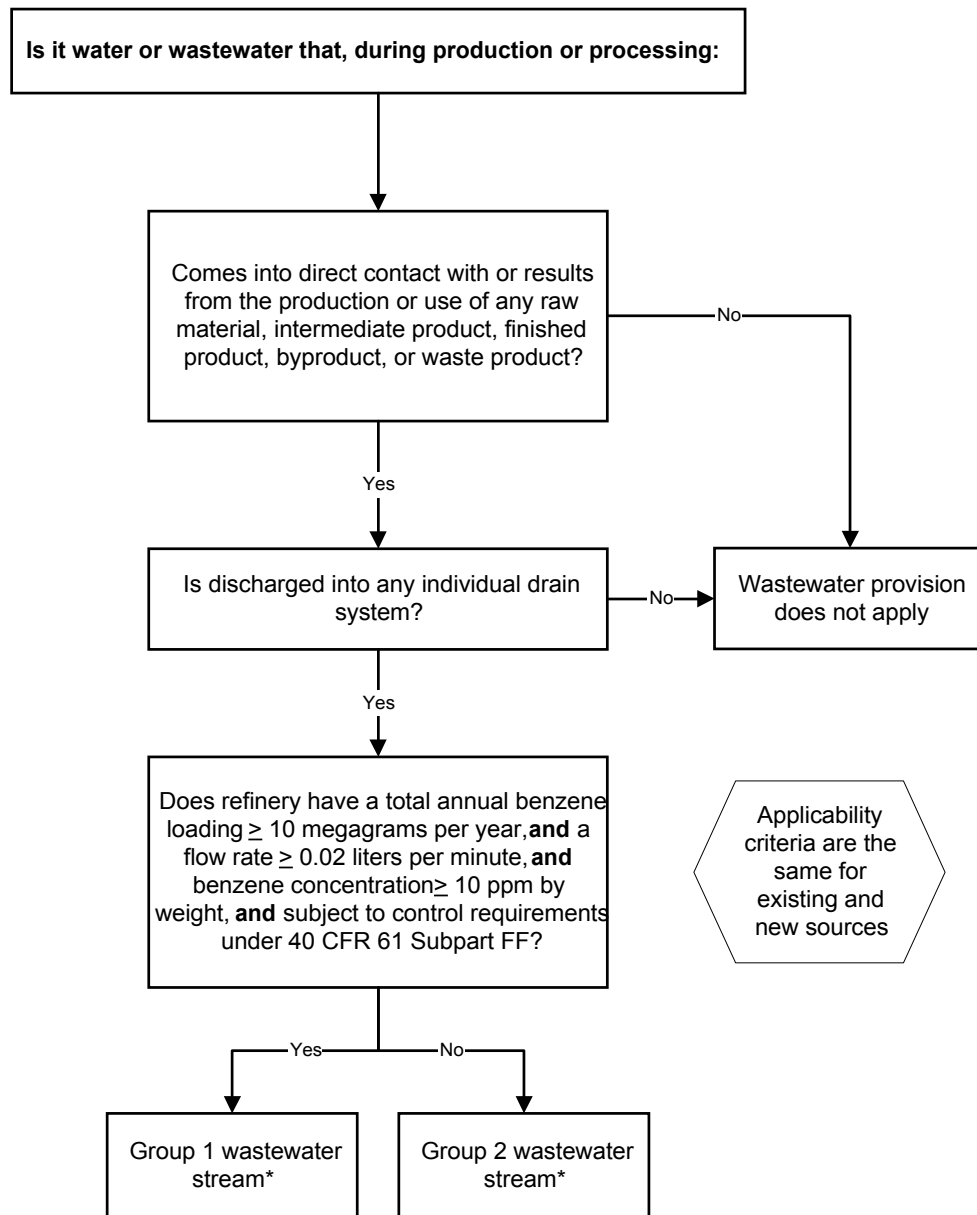 Is it water or wastewater that, during production or processing:
Comes into direct contact with or results
from the production or use of any raw
material, intermediate product, finished
product, byproduct, or waste product?
No
Yes
Is discharged into any individual drain
system?
No
Wastewater provision
does not apply
Yes
Does refinery have a total annual benzene
loading ≥ 10 megagrams per year, and a
flow rate ≥ 0.02 liters per minute, and
benzene concentration ≥ 10 ppm by
weight, and subject to control requirements
under 40 CFR 61 Subpart FF?
Applicability
criteria are the
same for
existing and
new sources
Yes
No
Group 1 wastewater
stream*
Group 2 wastewater
stream*